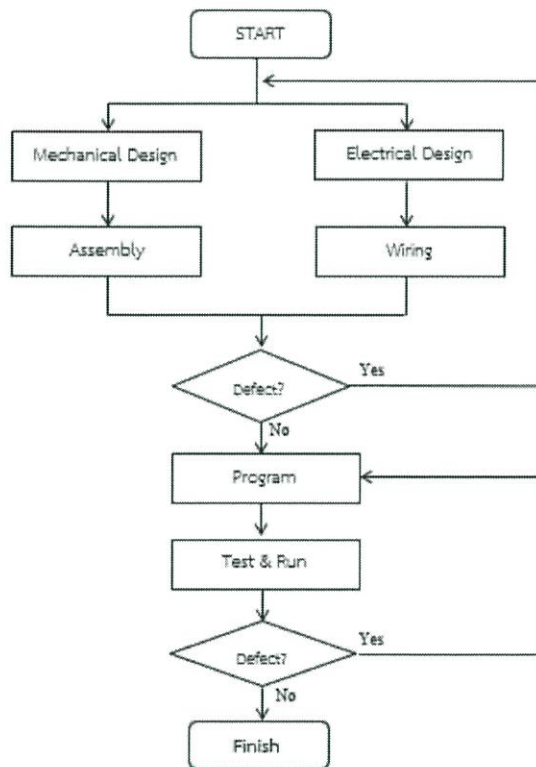 START
Mechanical Design
Electrical Design
Assembly
Wiring
Defect?
Yes
No
Program
Test & Run
Defect?
Yes
No
Finish